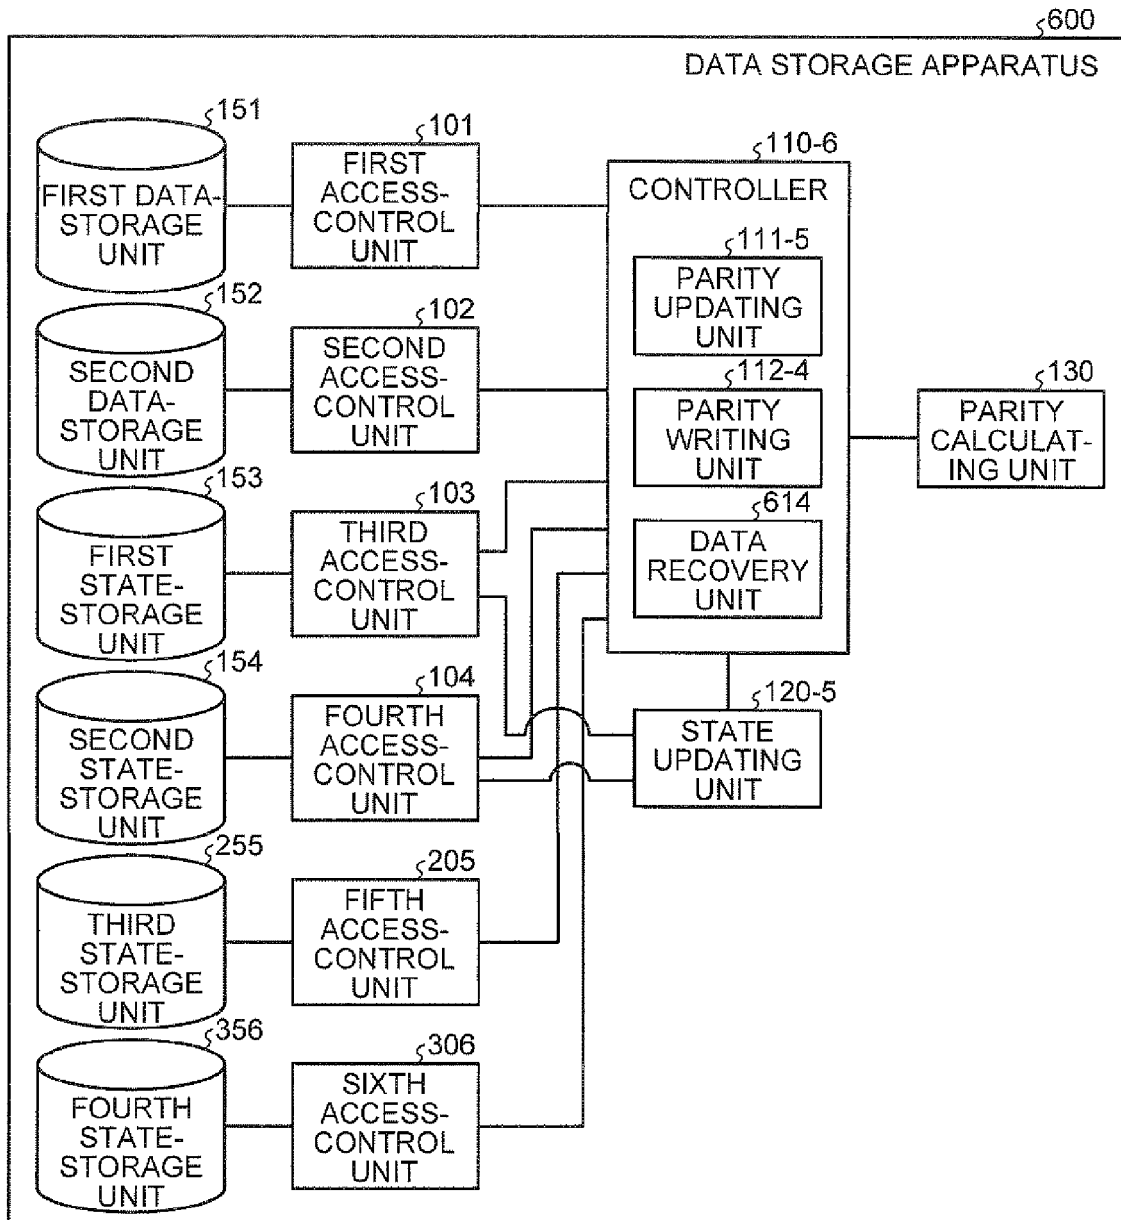 600
DATA STORAGE APPARATUS
151
FIRST DATA-
STORAGE
UNIT
101
FIRST
ACCESS-
CONTROL
UNIT
110-6
CONTROLLER
111-5
PARITY
UPDATING
UNIT
152
SECOND
DATA-
STORAGE
UNIT
102
SECOND
ACCESS-
CONTROL
UNIT
112-4
PARITY
WRITING
UNIT
130
PARITY
CALCULAT-
ING UNIT
153
FIRST
STATE-
STORAGE
UNIT
103
THIRD
ACCESS-
CONTROL
UNIT
614
DATA
RECOVERY
UNIT
154
SECOND
STATE-
STORAGE
UNIT
104
FOURTH
ACCESS-
CONTROL
UNIT
120-5
STATE
UPDATING
UNIT
255
THIRD
STATE-
STORAGE
UNIT
205
FIFTH
ACCESS-
CONTROL
UNIT
356
FOURTH
STATE-
STORAGE
UNIT
306
SIXTH
ACCESS-
CONTROL
UNIT